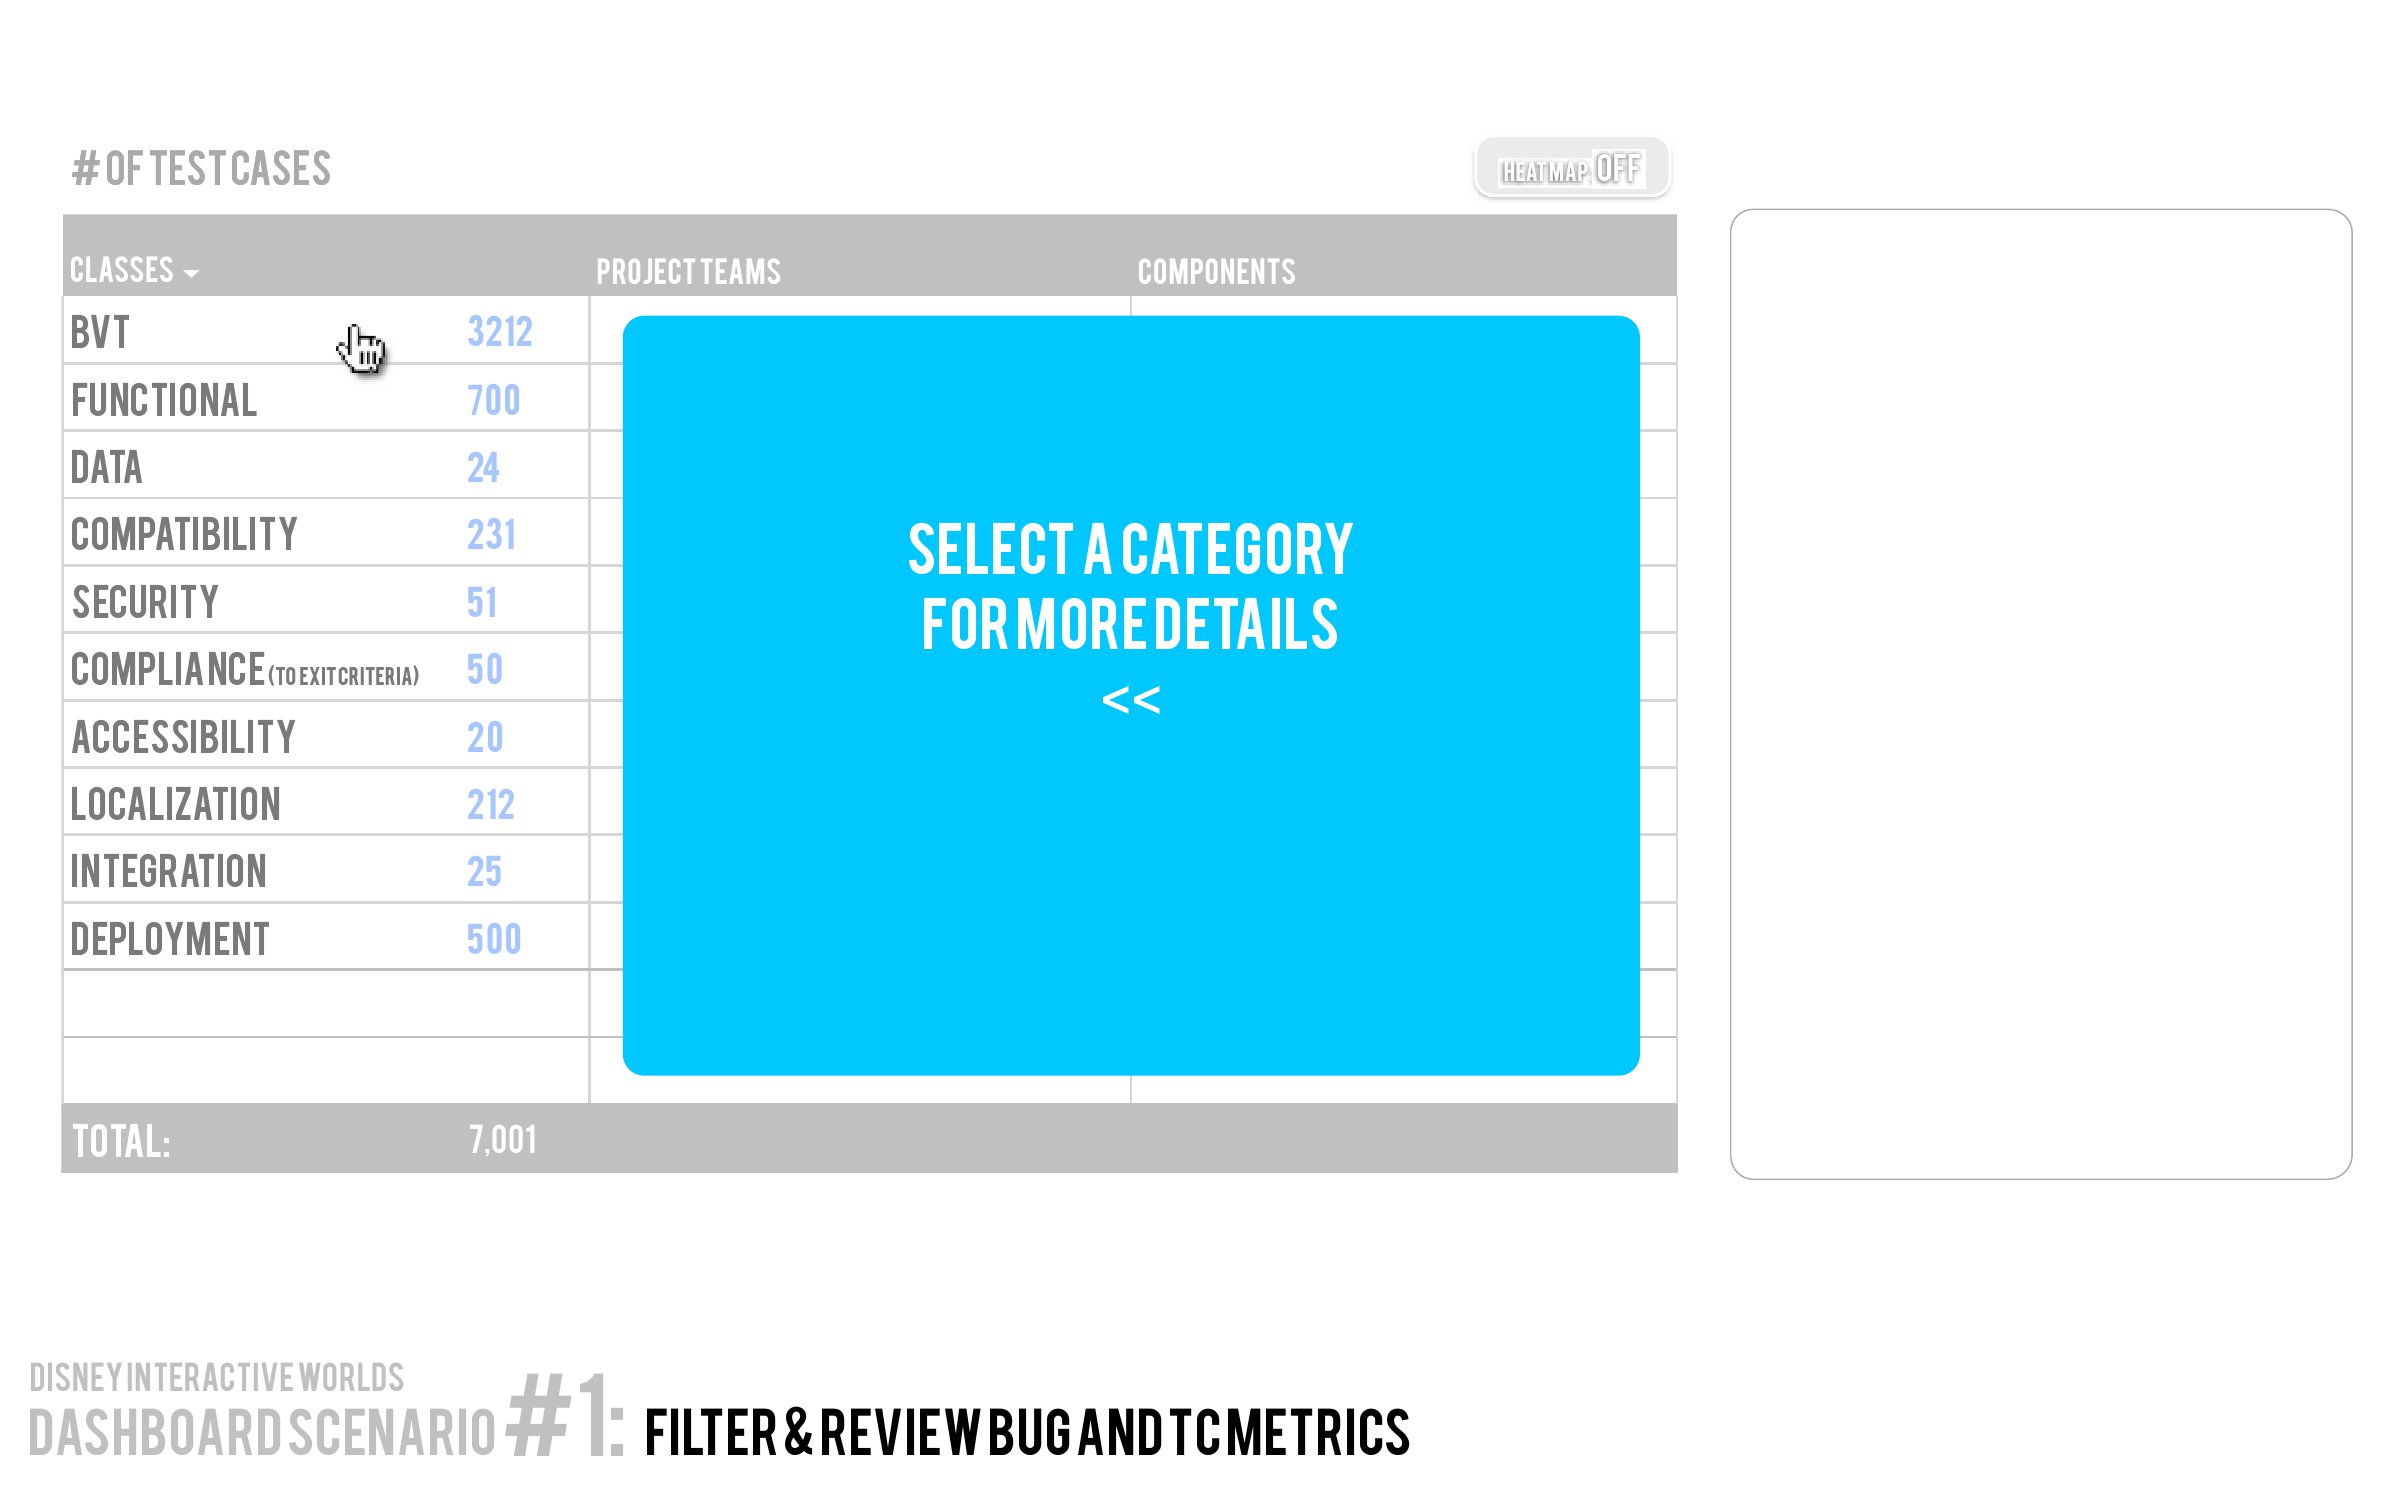 # OF TEST CASES
HEATMAP: OFF
CLASSES PROJECT TEAMS COMPONENTS
BVT 3212
FUNCTIONAL 700
DATA 24
COMPATIBILITY 231
SECURITY 51
COMPLIANCE (TO EXIT CRITERIA) 50
ACCESSIBILITY 20
LOCALIZATION 212
INTEGRATION 25
DEPLOYMENT 500
SELECT A CATEGORY
FOR MORE DETAILS
<<
TOTAL: 7,001
DISNEY INTERACTIVE WORLDS
DASHBOARD SCENARIO #1: FILTER & REVIEW BUG AND TC METRICS